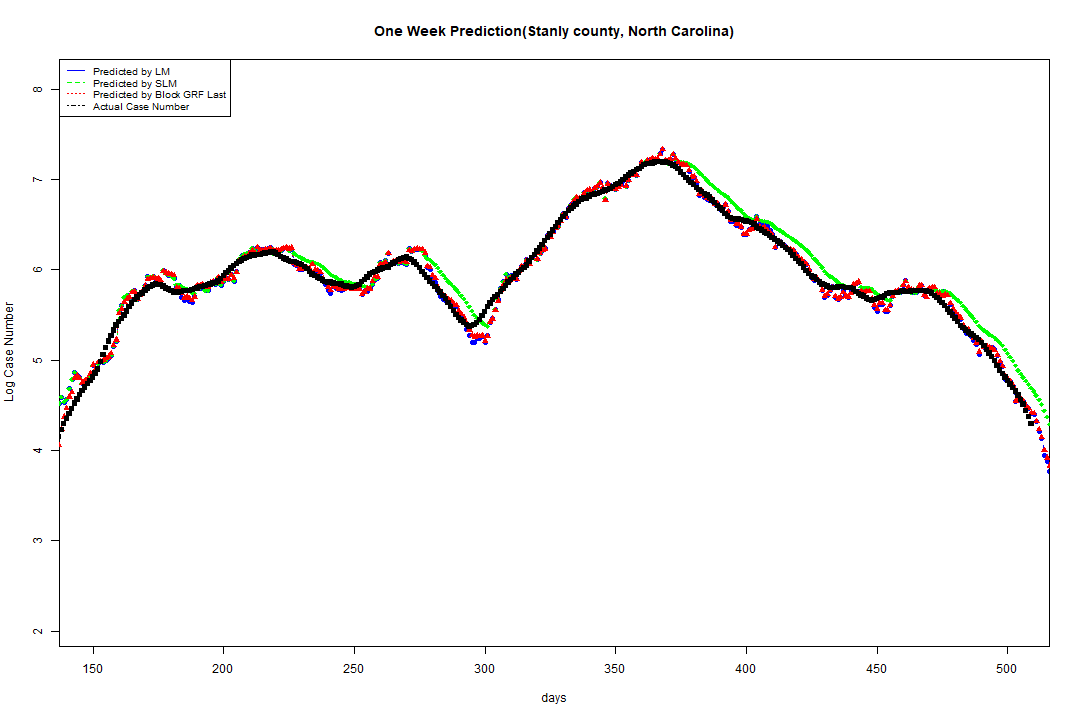 One Week Prediction(Stanly county, North Carolina)
Predicted by LM
Predicted by SLM
Predicted by Block GRF Last
Actual Case Number
8
7
6
5
4
3
2
Log Case Number
150 200 250 300 350 400 450 500
days